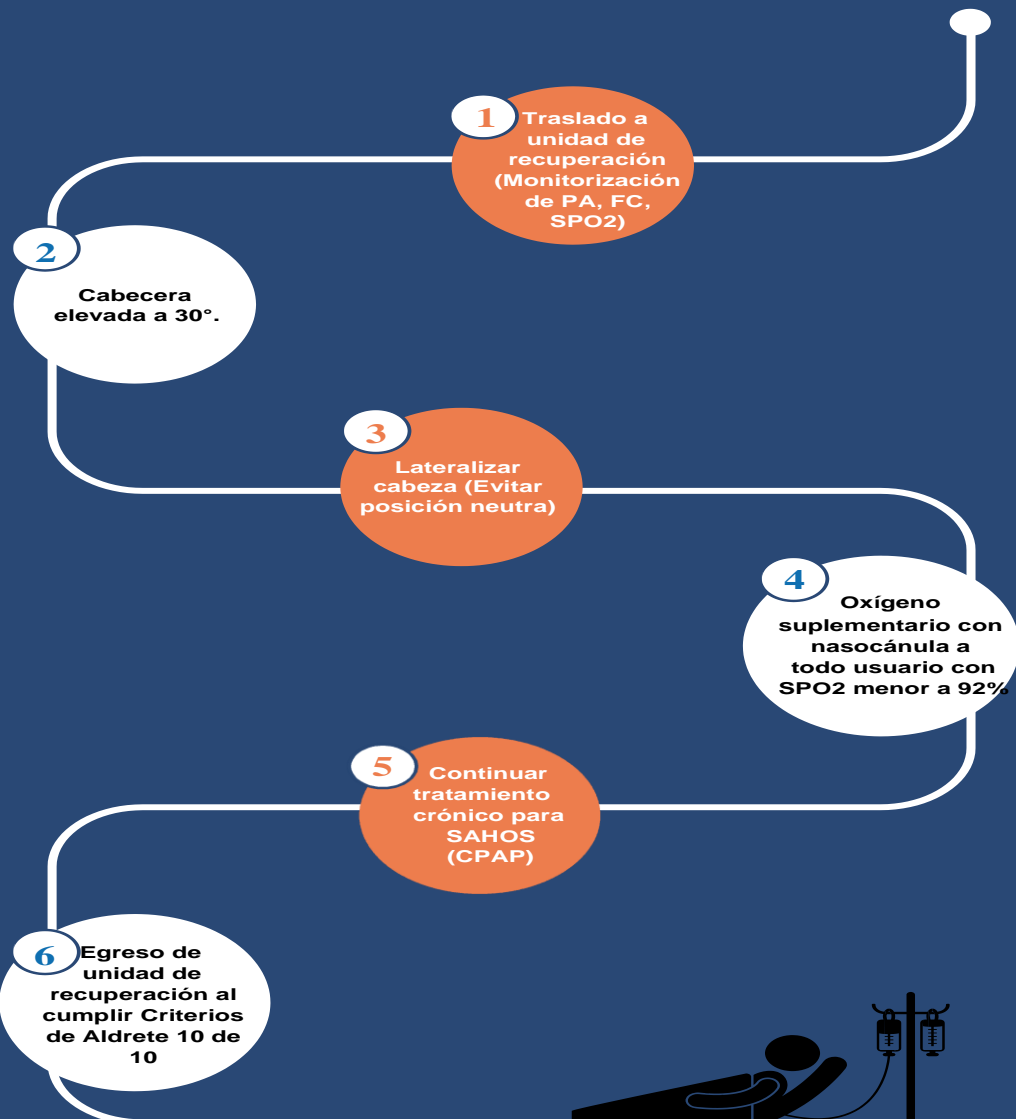 1
Traslado a
unidad de
recuperación
(Monitorización
de PA, FC,
SPO2)
2
Cabecera
elevada a 30°.
3
Lateralizar
cabeza (Evitar
posición neutra)
4
Oxígeno
suplementario con
nasocánula a
todo usuario con
SPO2 menor a 92%
5
Continuar
tratamiento
crónico para
SAHOS
(CPAP)
6
Egreso de
unidad de
recuperación al
cumplir Criterios
de Aldrete 10 de
10